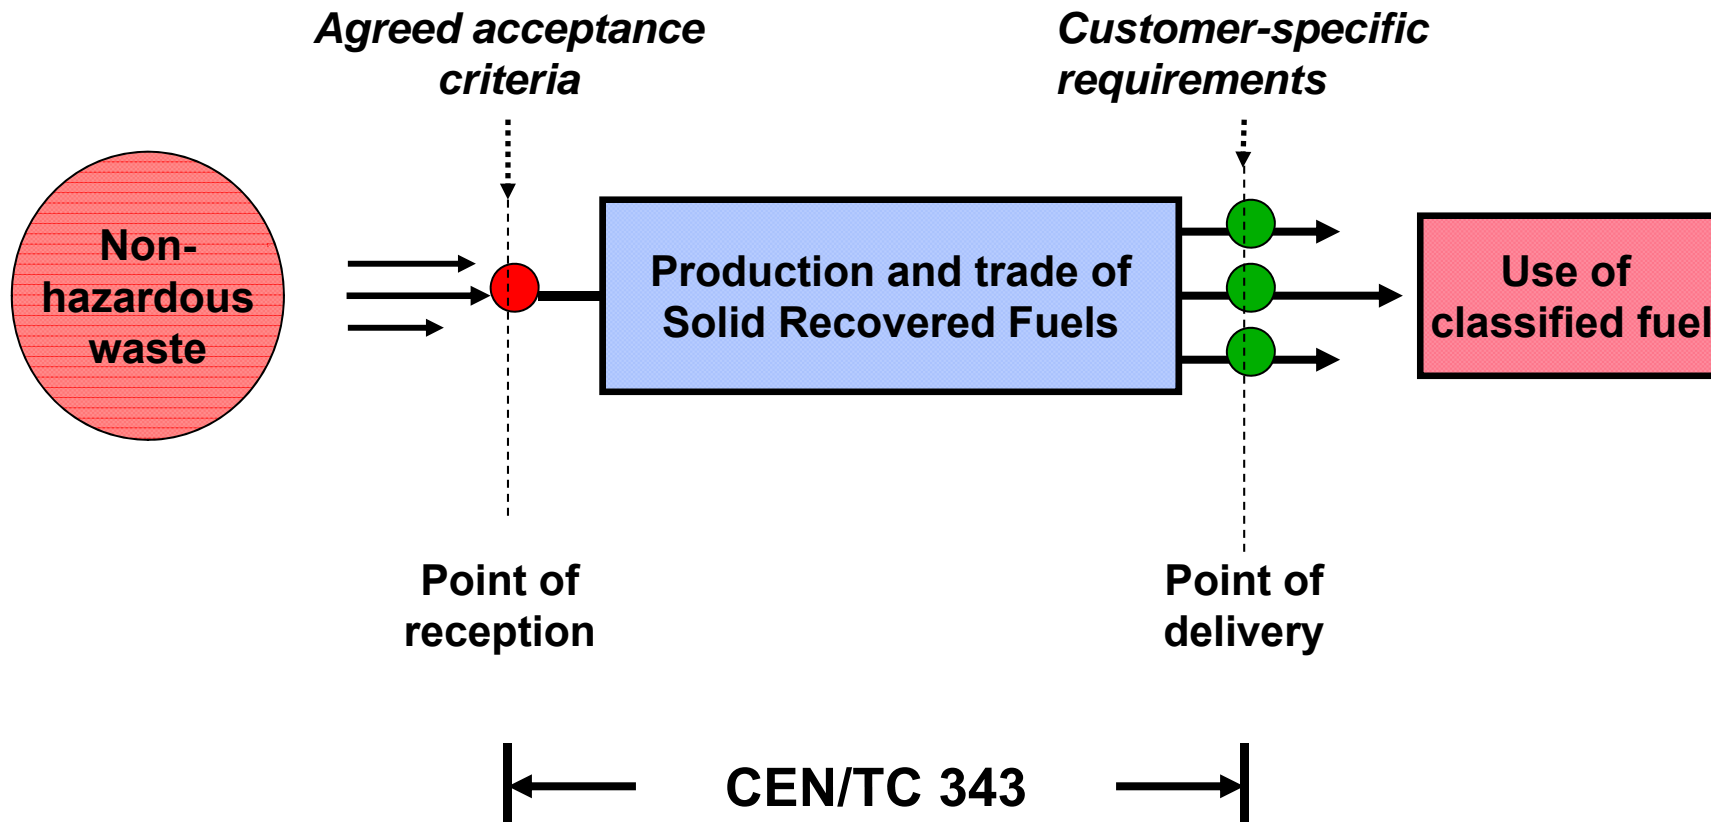 Agreed acceptance
criteria
Customer-specific
requirements
Non-
hazardous
waste
Production and trade of
Solid Recovered Fuels
Use of
classified fuel
Point of
reception
Point of
delivery
CEN/TC 343